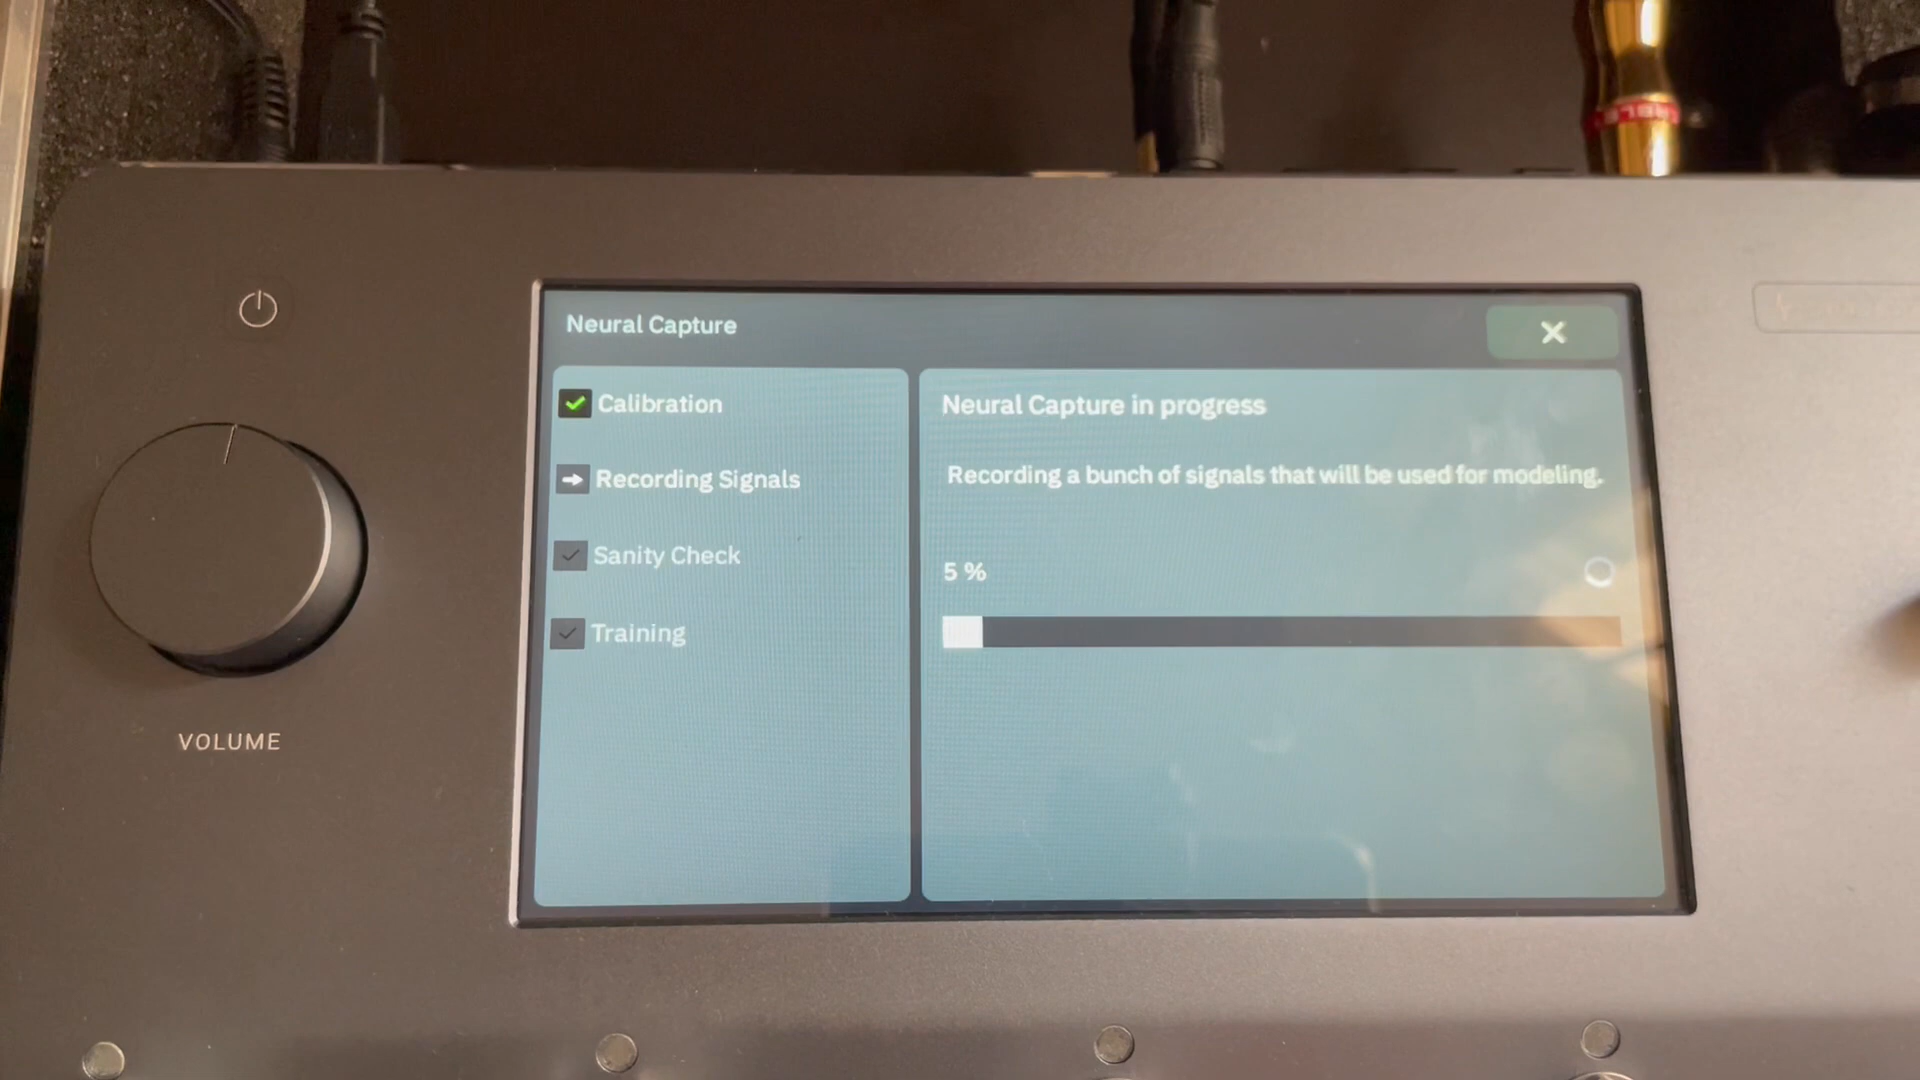 Neural Capture
Calibration
Recording Signals
Sanity Check
Training
Neural Capture in progress
Recording a bunch of signals that will be used for modeling.
5 %
VOLUME